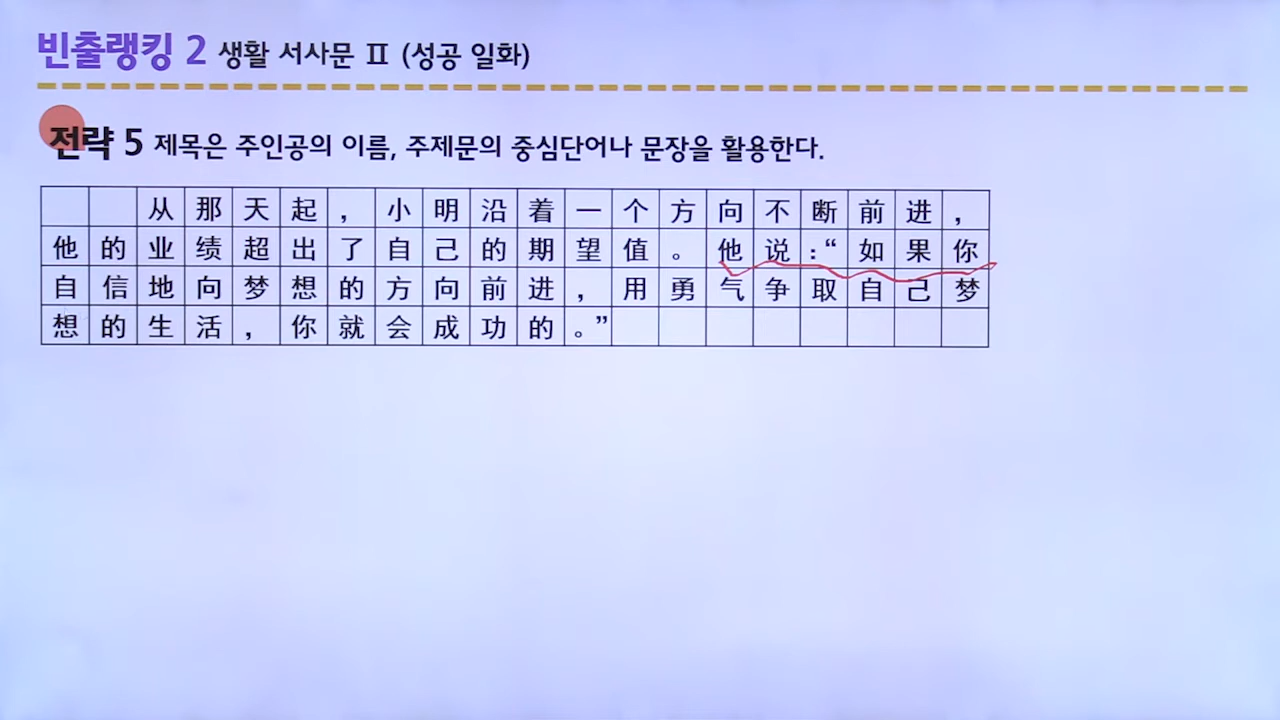 빈출랭킹 2 생활 서사문 Ⅱ (성공 일화)
전략 5 제목은 주인공의 이름, 주제문의 중심단어나 문장을 활용한다.
从那天起，小明沿着一个方向不断前进，
他的业绩超出了自己的期望值。他说：“如果你
自信地向梦想的方向前进，用勇气争取自己梦
想的生活，你就会成功的。”